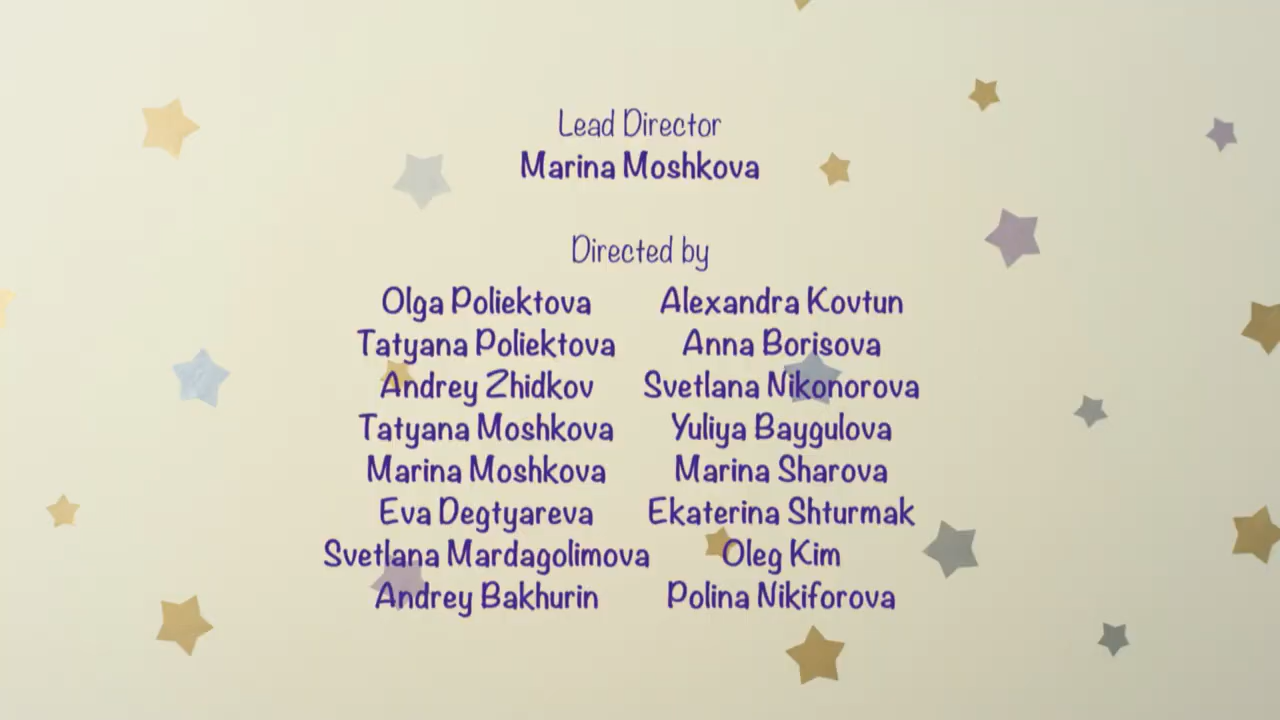 Lead Director
Marina Moshkova
Directed by
Olga Poliektova Alexandra Kovtun
Tatyana Poliektova Anna Borisova
Andrey Zhidkov Svetlana Nikonorova
Tatyana Moshkova Yuliya Baygulova
Marina Moshkova Marina Sharova
Eva Degtyareva Ekaterina Shturmak
Svetlana Mardagolimova Oleg Kim
Andrey Bakhurin Polina Nikiforova